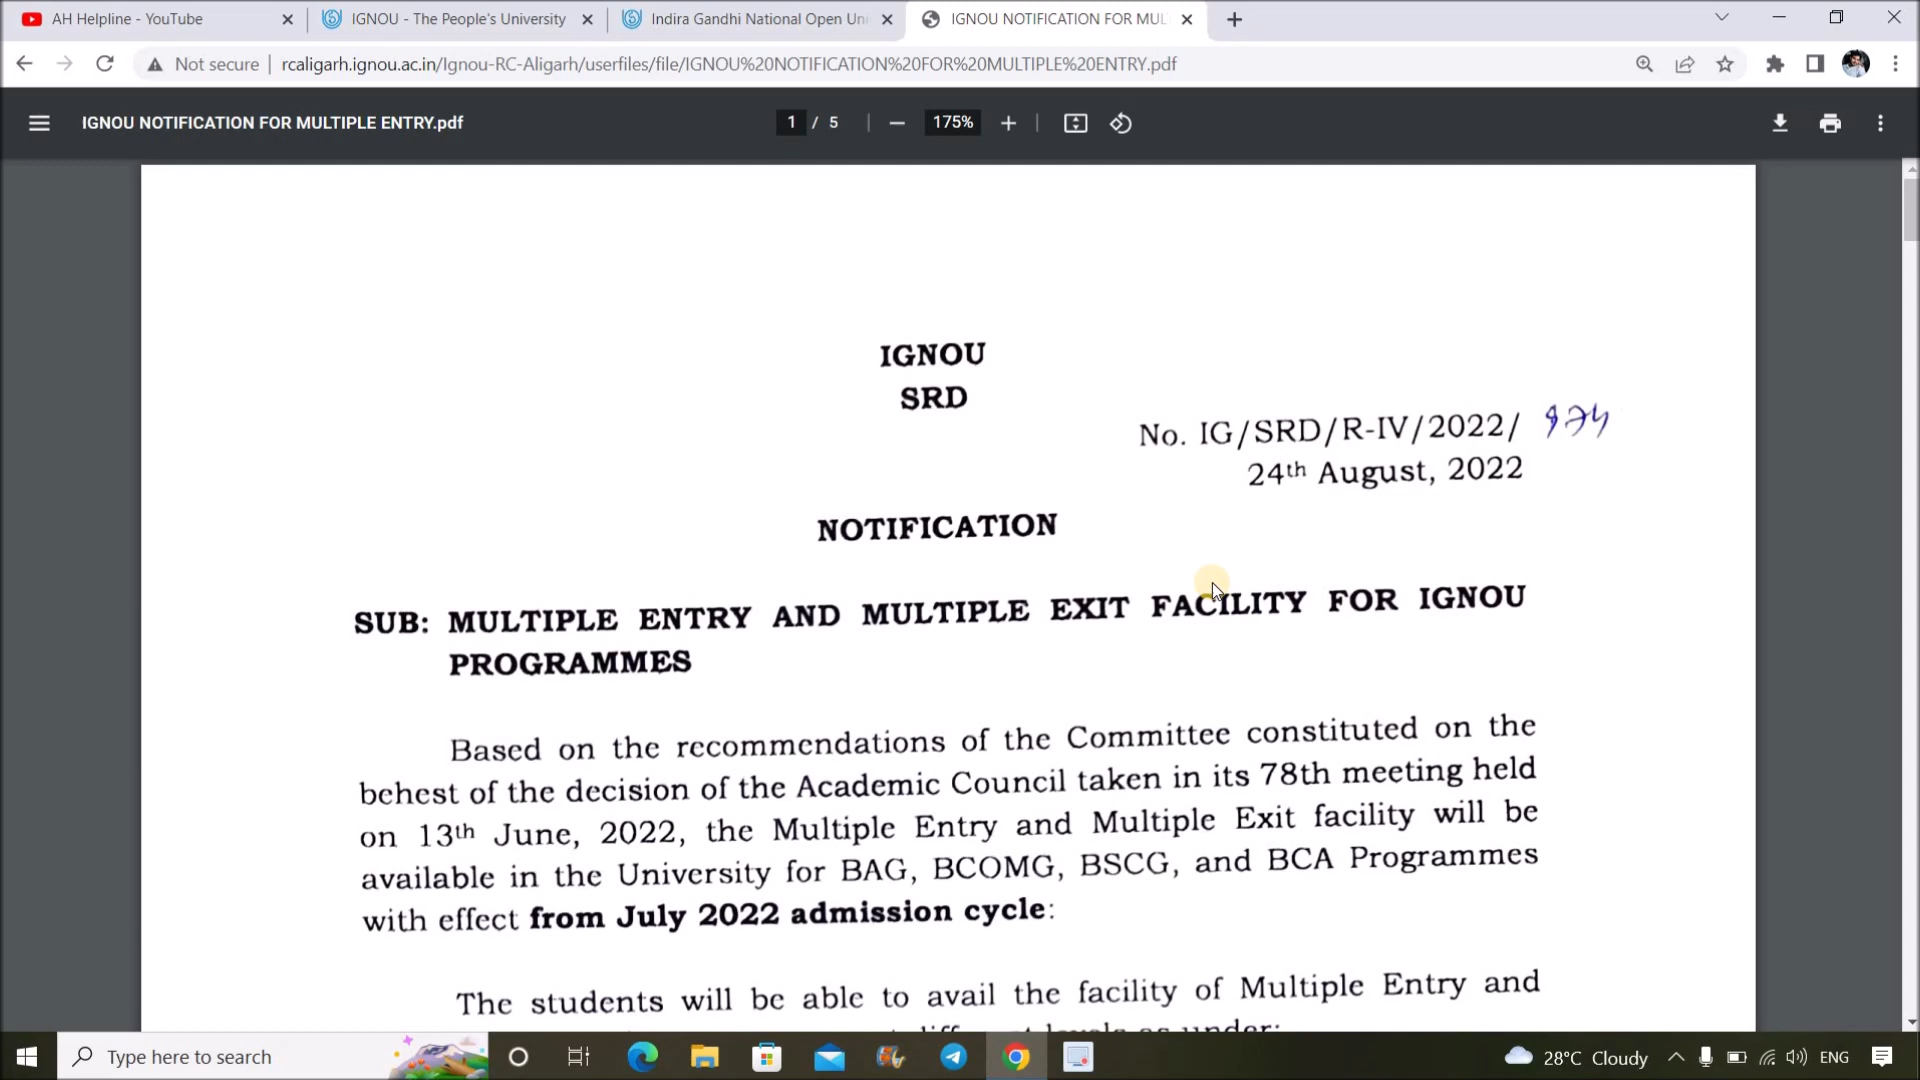 AH Helpline - YouTube
IGNOU - The People's University
Indira Gandhi National Open Uni
IGNOU NOTIFICATION FOR MUL
Not secure
rcaligarh.ignou.ac.in/Ignou-RC-Aligarh/userfiles/file/IGNOU%20NOTIFICATION%20FOR%20MULTIPLE%20ENTRY.pdf
IGNOU NOTIFICATION FOR MULTIPLE ENTRY.pdf
1 / 5
175%
IGNOU
SRD
No. IG/SRD/R-IV/2022/
24th August, 2022
NOTIFICATION
SUB: MULTIPLE ENTRY AND MULTIPLE EXIT FACILITY FOR IGNOU
PROGRAMMES
Based on the recommendations of the Committee constituted on the
behest of the decision of the Academic Council taken in its 78th meeting held
on 13th June, 2022, the Multiple Entry and Multiple Exit facility will be
available in the University for BAG, BCOMG, BSCG, and BCA Programmes
with effect from July 2022 admission cycle:
The students will be able to avail the facility of Multiple Entry and
levels as under:
Type here to search
28°C Cloudy
ENG